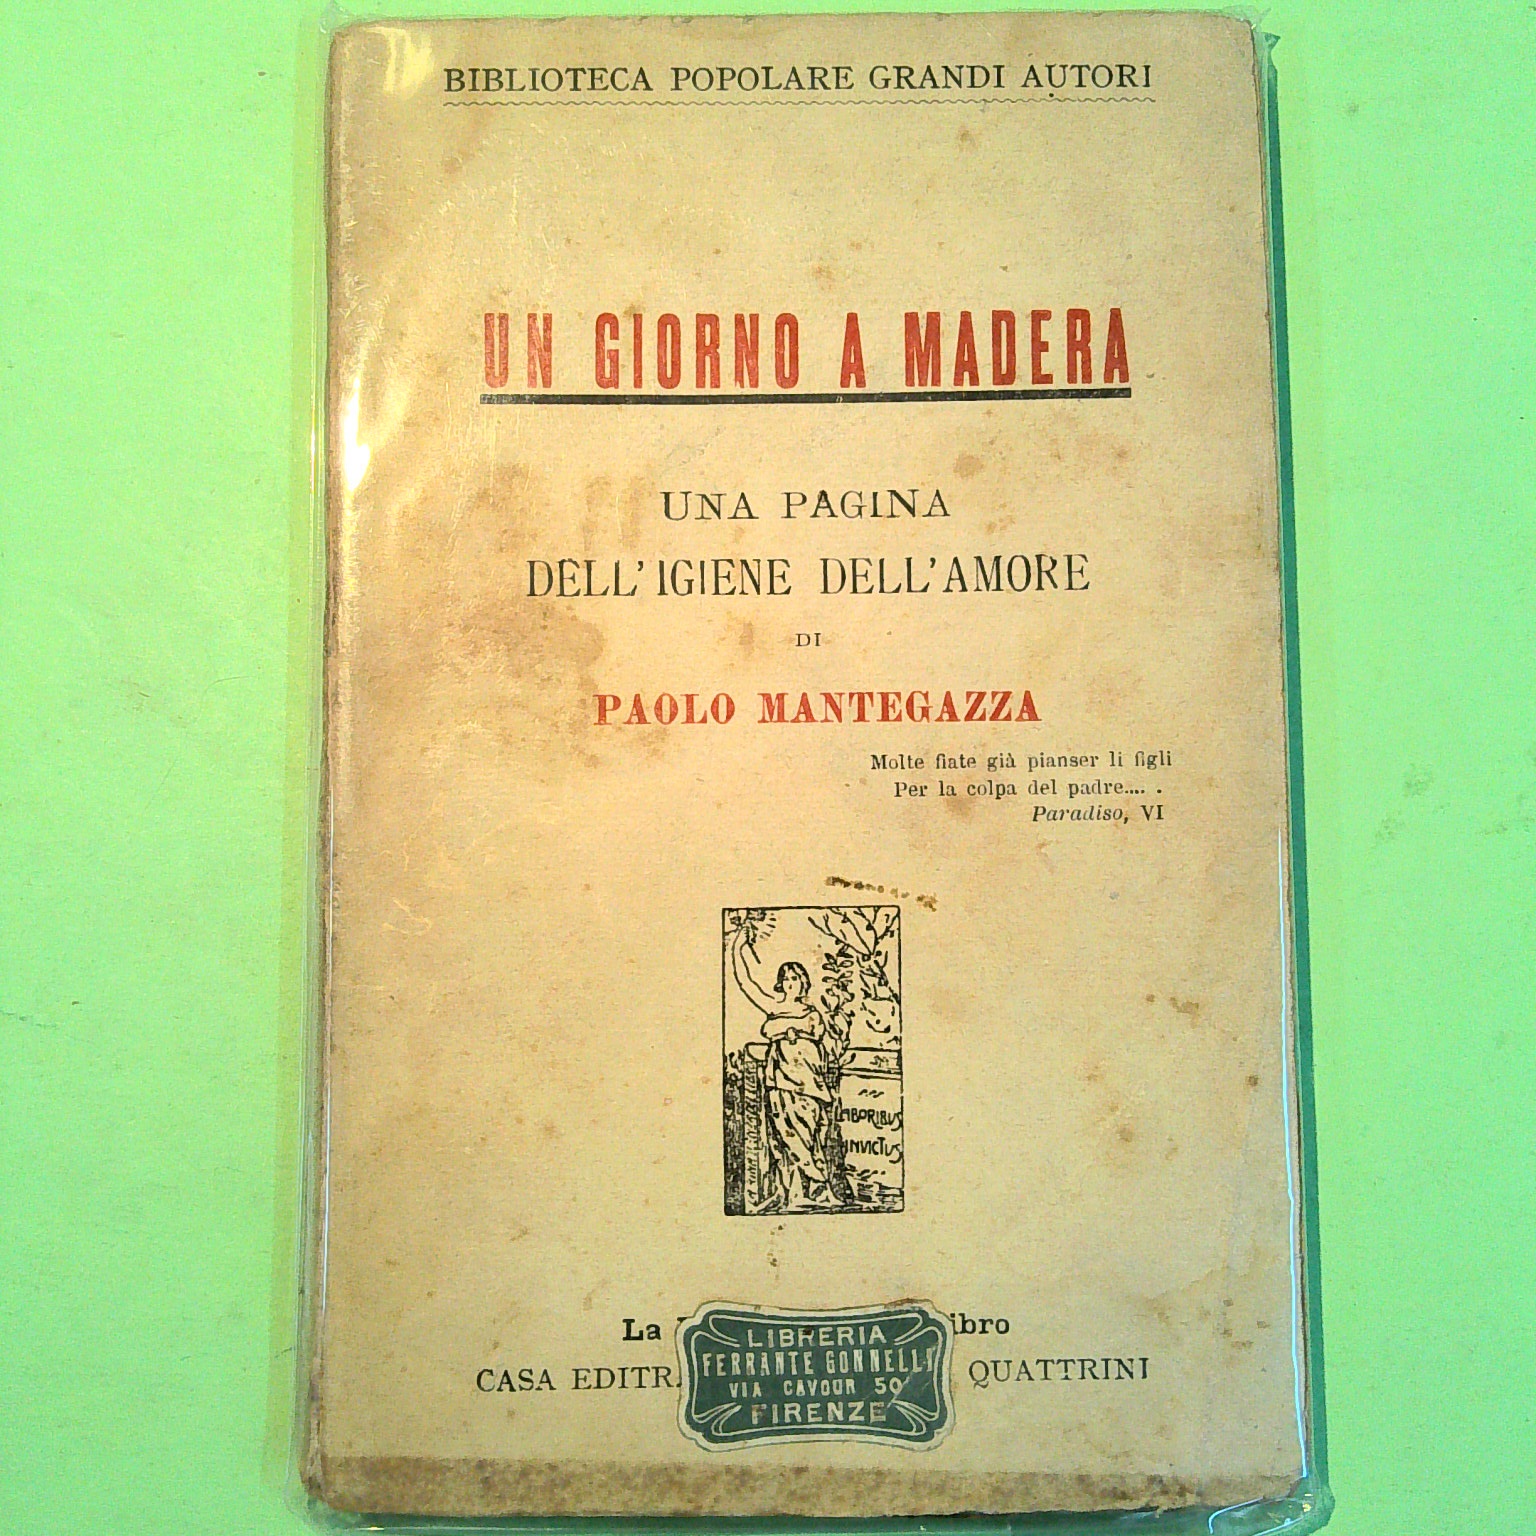 BIBLIOTECA POPOLARE GRANDI AUTORI
UN GIORNO A MADERA
UNA PAGINA
DELL'IGIENE DELL'AMORE
DI
PAOLO MANTEGAZZA
Molte fiate già pianser li figli
Per la colpa del padre.... .
Paradiso, VI
LABORIBUS
INVICTUS
La ibro
CASA EDITR. QUATTRINI
LIBRERIA
FERRANTE GONNELLI
VIA CAVOUR 50
FIRENZE